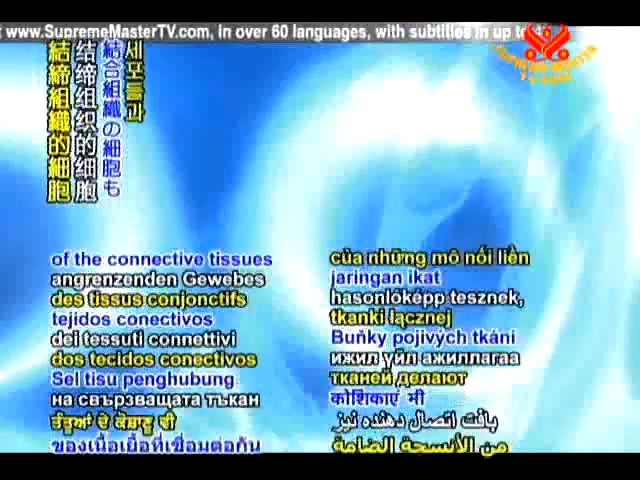 www.SupremeMasterTV.com, In over 60 languages, with subtitles in up to
SUPREME MASTER
세포들과
結合組織の細胞も
结缔组织的细胞
結締組織的細胞
of the connective tissues
angrenzenden Gewebes
des tissus conjonctifs
tejidos conectivos
dei tessuti connettivi
dos tecidos conectivos
Sel tisu penghubung
на свързващата тъкан
ਤੰਤੂਆਂ ਦੇ ਕੋਸ਼ਾਣੂ ਵੀ
ของเนื้อเยื่อที่เชื่อมต่อกัน
của những mô nối liền
jaringan ikat
hasonlóképp tesznek,
tkanki łącznej
Buňky pojivých tkání
ижил үйл ажиллагаа
тканей делают
कोशिकाएं भी
بافت اتصال دهنده نیز
من الأنسجة الضامة